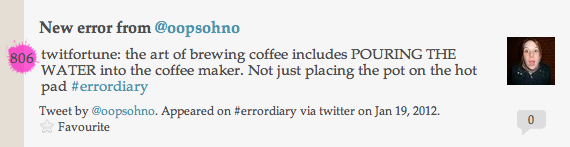 New error from @oopsohno
806
twitfortune: the art of brewing coffee includes POURING THE
WATER into the coffee maker. Not just placing the pot on the hot
pad #errordiary
Tweet by @oopsohno. Appeared on #errordiary via twitter on Jan 19, 2012.
Favourite
0